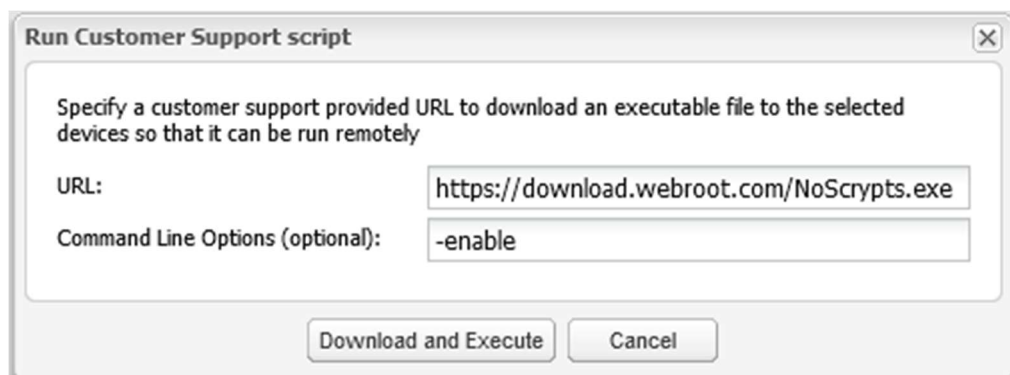 Run Customer Support script
Specify a customer support provided URL to download an executable file to the selected
devices so that it can be run remotely
URL:
https://download.webroot.com/NoScrypts.exe
Command Line Options (optional):
-enable
Download and Execute
Cancel